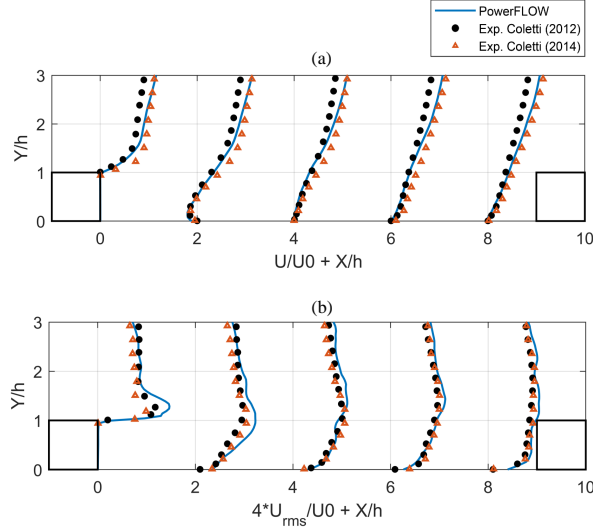 PowerFLOW
Exp. Coletti (2012)
Exp. Coletti (2014)
(a)
3
2
1
0
Y/h
0 2 4 6 8 10
U/U0 + X/h
(b)
3
2
1
0
Y/h
0 2 4 6 8 10
4*U_rms/U0 + X/h